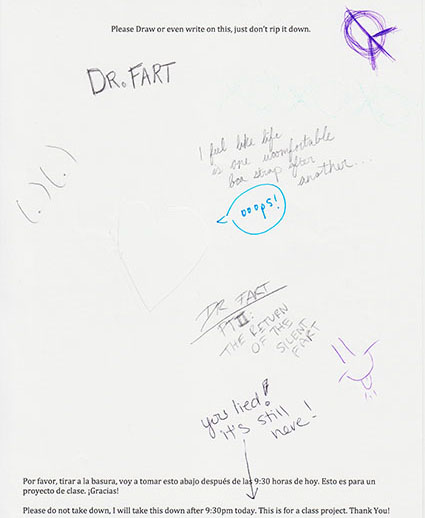 Please Draw or even write on this, just don't rip it down.
DR. FART
I feel like life
is one uncomfortable
boa strap after
another...
ooops!
DR FART
PT II:
THE RETURN
OF THE
SILENT
FART
you lied!
it's still
here!
Por favor, tirar a la basura, voy a tomar esto abajo después de las 9:30 horas de hoy. Esto es para un
proyecto de clase. ¡Gracias!
Please do not take down, I will take this down after 9:30pm today. This is for a class project. Thank You!